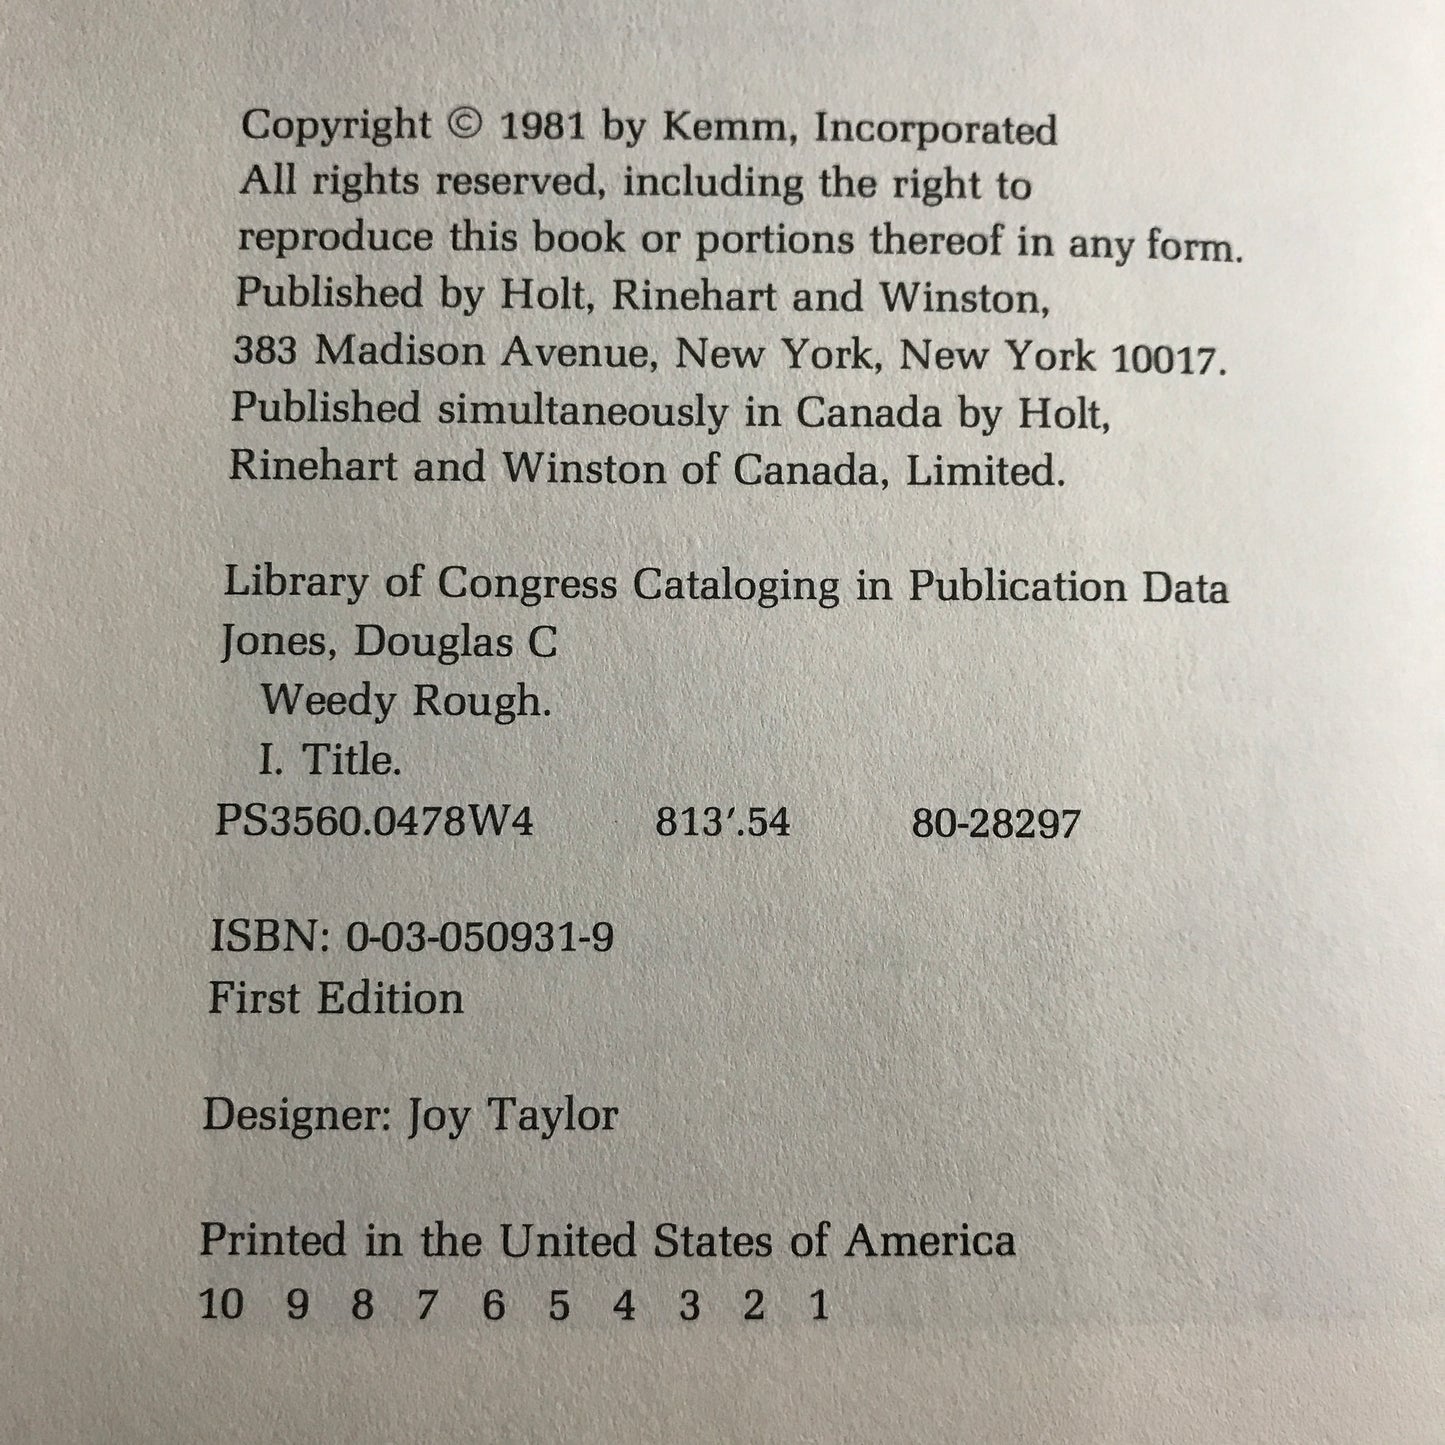 Copyright © 1981 by Kemm, Incorporated
All rights reserved, including the right to
reproduce this book or portions thereof in any form.
Published by Holt, Rinehart and Winston,
383 Madison Avenue, New York, New York 10017.
Published simultaneously in Canada by Holt,
Rinehart and Winston of Canada, Limited.
Library of Congress Cataloging in Publication Data
Jones, Douglas C
Weedy Rough.
I. Title.
PS3560.0478W4 813′.54 80-28297
ISBN: 0-03-050931-9
First Edition
Designer: Joy Taylor
Printed in the United States of America
10 9 8 7 6 5 4 3 2 1